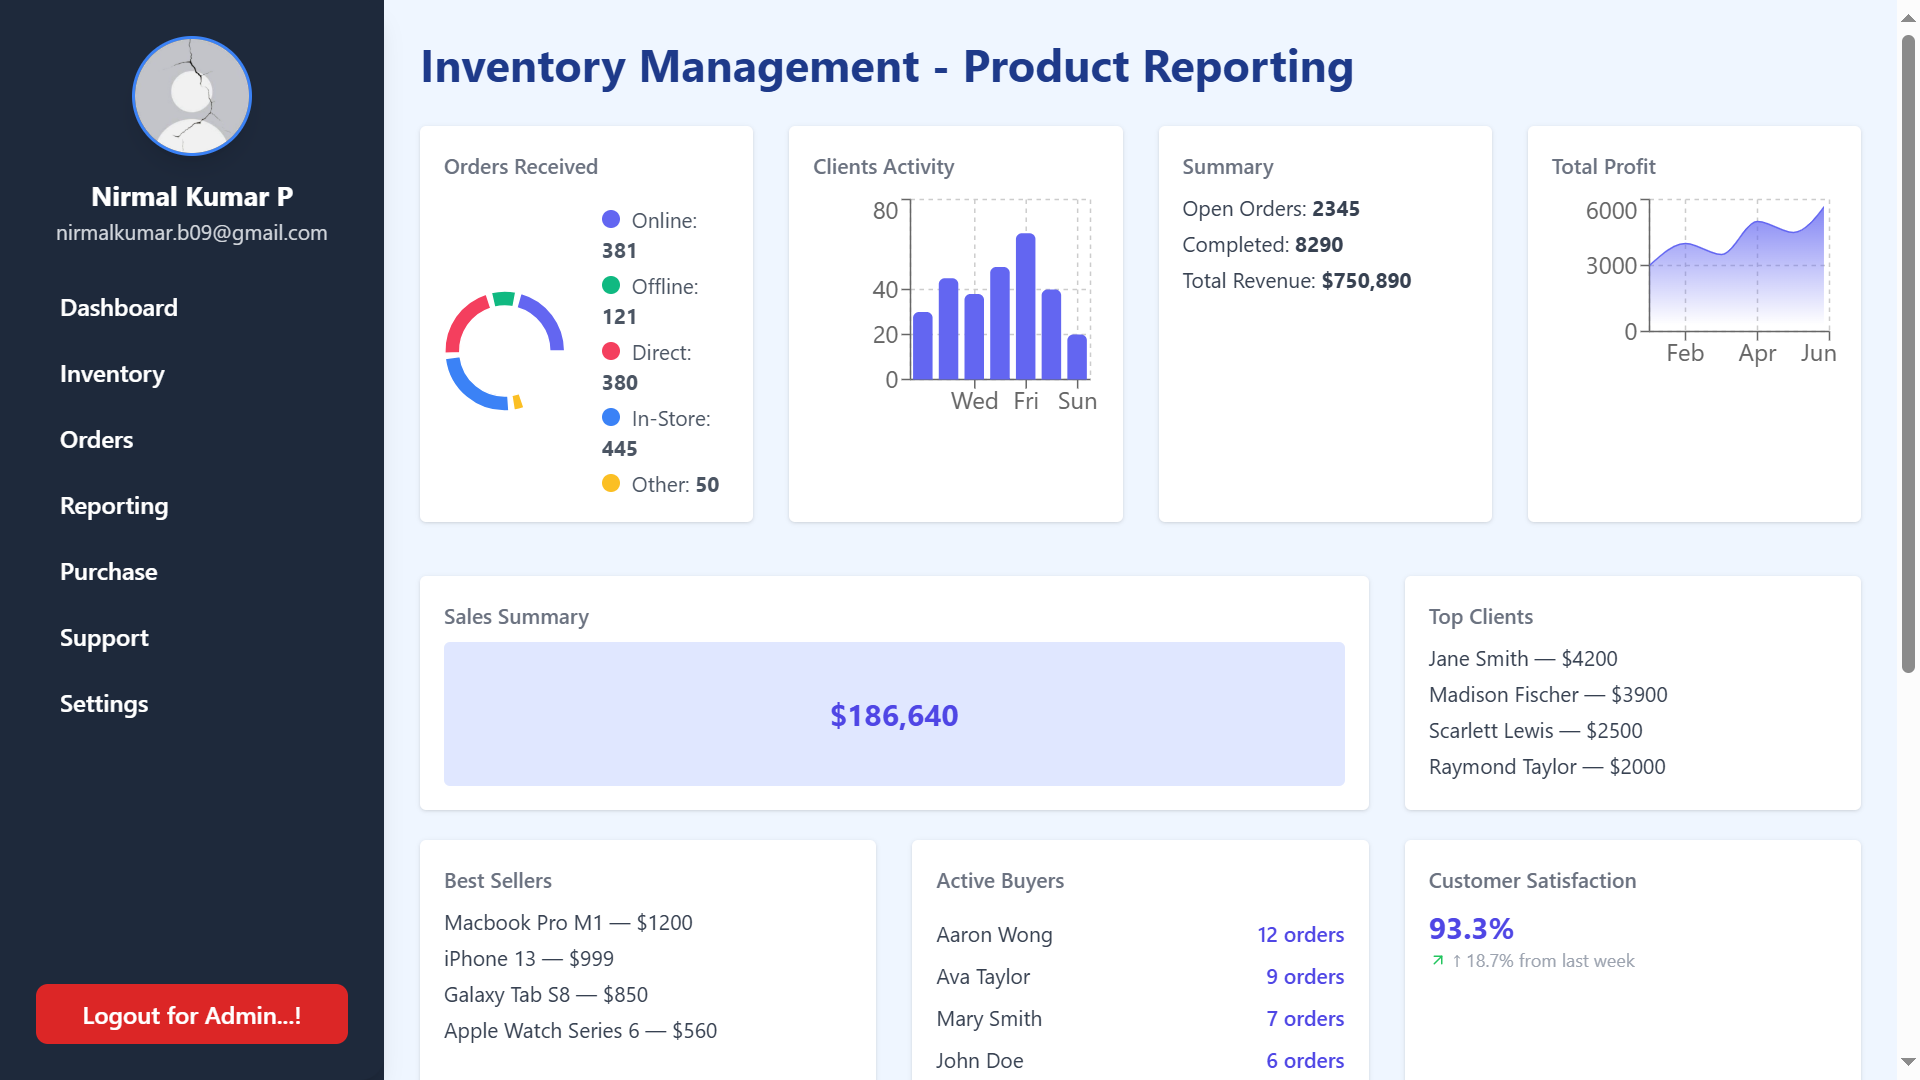 Nirmal Kumar P
nirmalkumar.b09@gmail.com
Dashboard
Inventory
Orders
Reporting
Purchase
Support
Settings
Logout for Admin...!
Inventory Management - Product Reporting
Orders Received
Online:
381
Offline:
121
Direct:
380
In-Store:
445
Other: 50
Clients Activity
80
40
20
0
Wed Fri Sun
Summary
Open Orders: 2345
Completed: 8290
Total Revenue: $750,890
Total Profit
6000
3000
0
Feb Apr Jun
Sales Summary
$186,640
Top Clients
Jane Smith — $4200
Madison Fischer — $3900
Scarlett Lewis — $2500
Raymond Taylor — $2000
Best Sellers
Macbook Pro M1 — $1200
iPhone 13 — $999
Galaxy Tab S8 — $850
Apple Watch Series 6 — $560
Active Buyers
Aaron Wong 12 orders
Ava Taylor 9 orders
Mary Smith 7 orders
John Doe 6 orders
Customer Satisfaction
93.3%
↑ 18.7% from last week